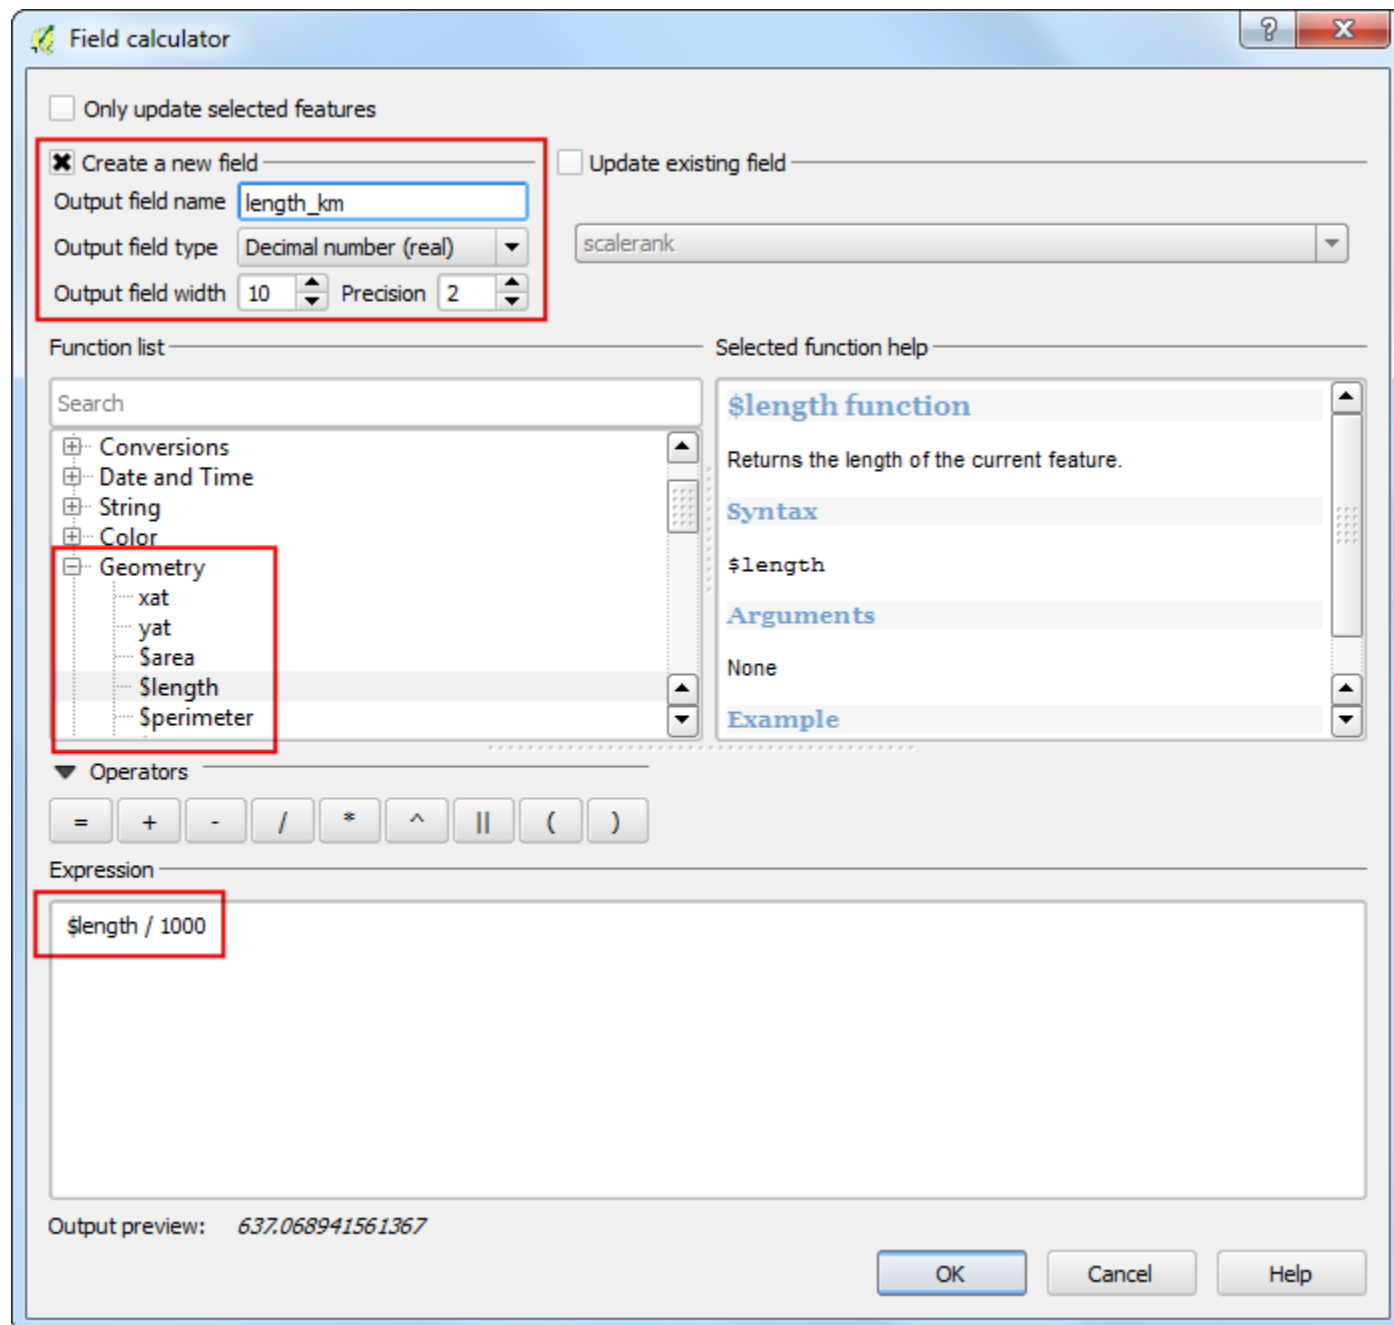 Field calculator
Only update selected features
Create a new field
Update existing field
Output field name length_km
Output field type Decimal number (real)
scalerank
Output field width 10 Precision 2
Function list
Selected function help
Search
Conversions
Date and Time
String
Color
Geometry
xat
yat
$area
$length
$perimeter
$length function
Returns the length of the current feature.
Syntax
$length
Arguments
None
Example
Operators
= + - / * ^ || ( )
Expression
$length / 1000
Output preview: 637.068941561367
OK Cancel Help